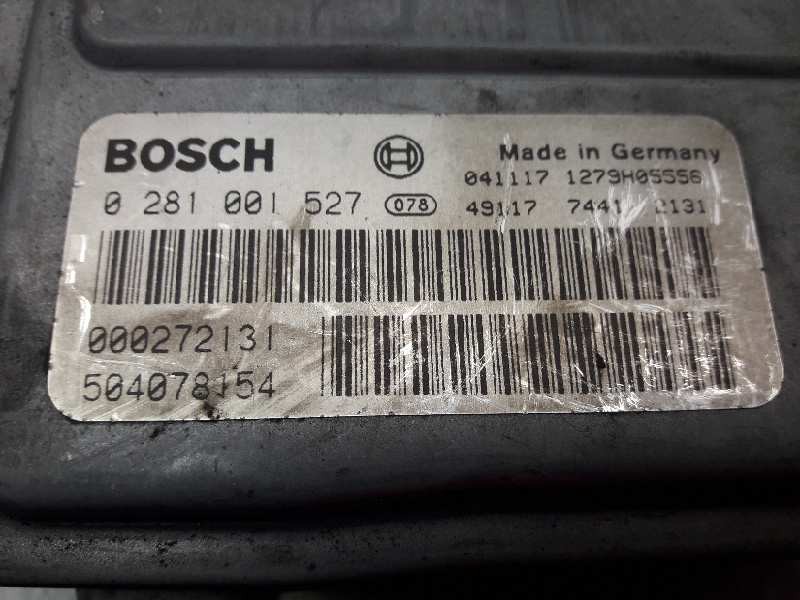 BOSCH
Made in Germany
041117 1279H05556
0 281 001 527 078
49117 7441 2131
000272131
504078154